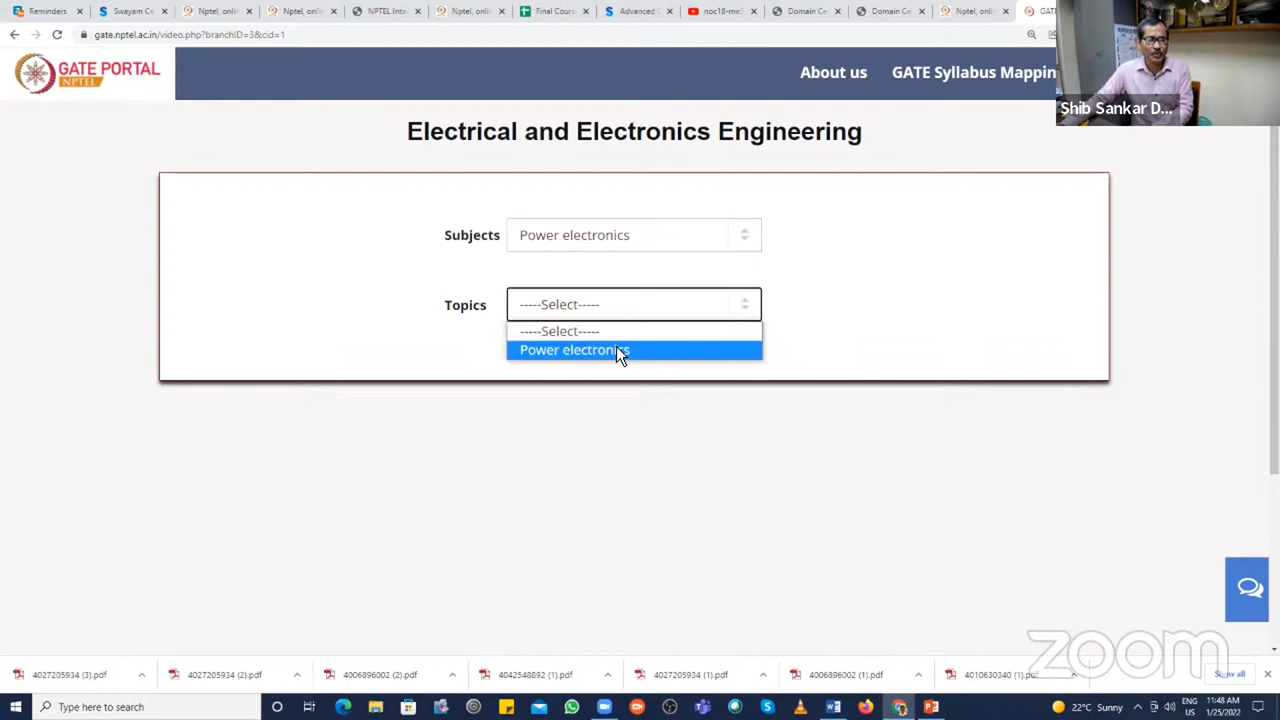 Reminders
Swayam Ce
Nptel, onlin
Nptel, onlin
NPTEL Inte
Nptel, onlin
Final Cours
Advanced
noc18-me5
Domain Ce
Domain Ce
Nptel, onlin
GATE
gate.nptel.ac.in/video.php?branchID=3&cid=1
GATE PORTAL
NPTEL
About us
GATE Syllabus Mappin
Shib Sankar D...
Electrical and Electronics Engineering
Subjects
Power electronics
Topics
-----Select-----
-----Select-----
Power electronics
zoom
4027205934 (3).pdf
4027205934 (2).pdf
4006896002 (2).pdf
4042548892 (1).pdf
4027205934 (1).pdf
4006896002 (1).pdf
4010630340 (1).pdf
Show all
Type here to search
22°C Sunny
ENG
US
11:48 AM
1/25/2022